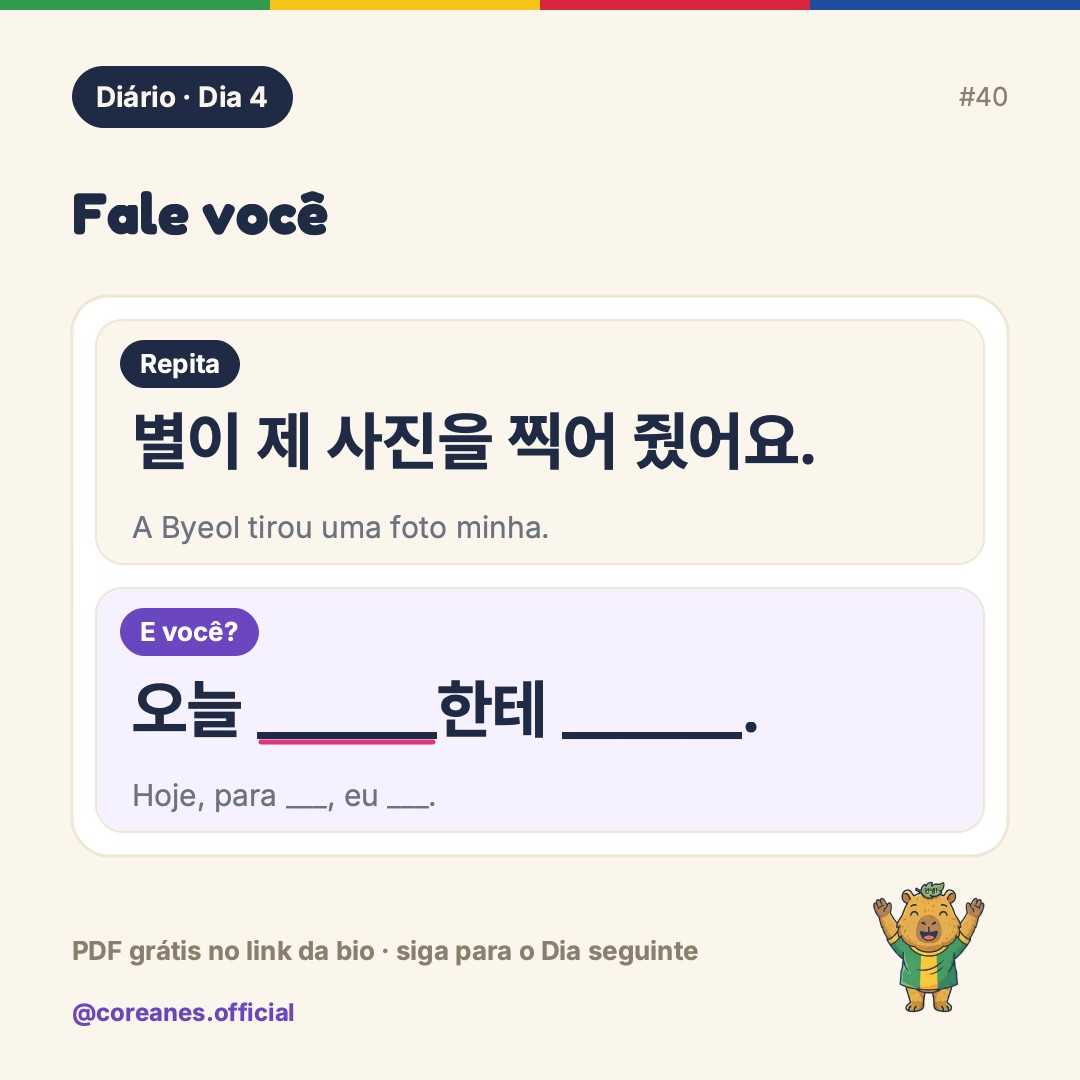 Diário · Dia 4
#40
Fale você
Repita
별이 제 사진을 찍어 줬어요.
A Byeol tirou uma foto minha.
E você?
오늘 ______한테 ______.
Hoje, para ___, eu ___.
PDF grátis no link da bio · siga para o Dia seguinte
@coreanes.official